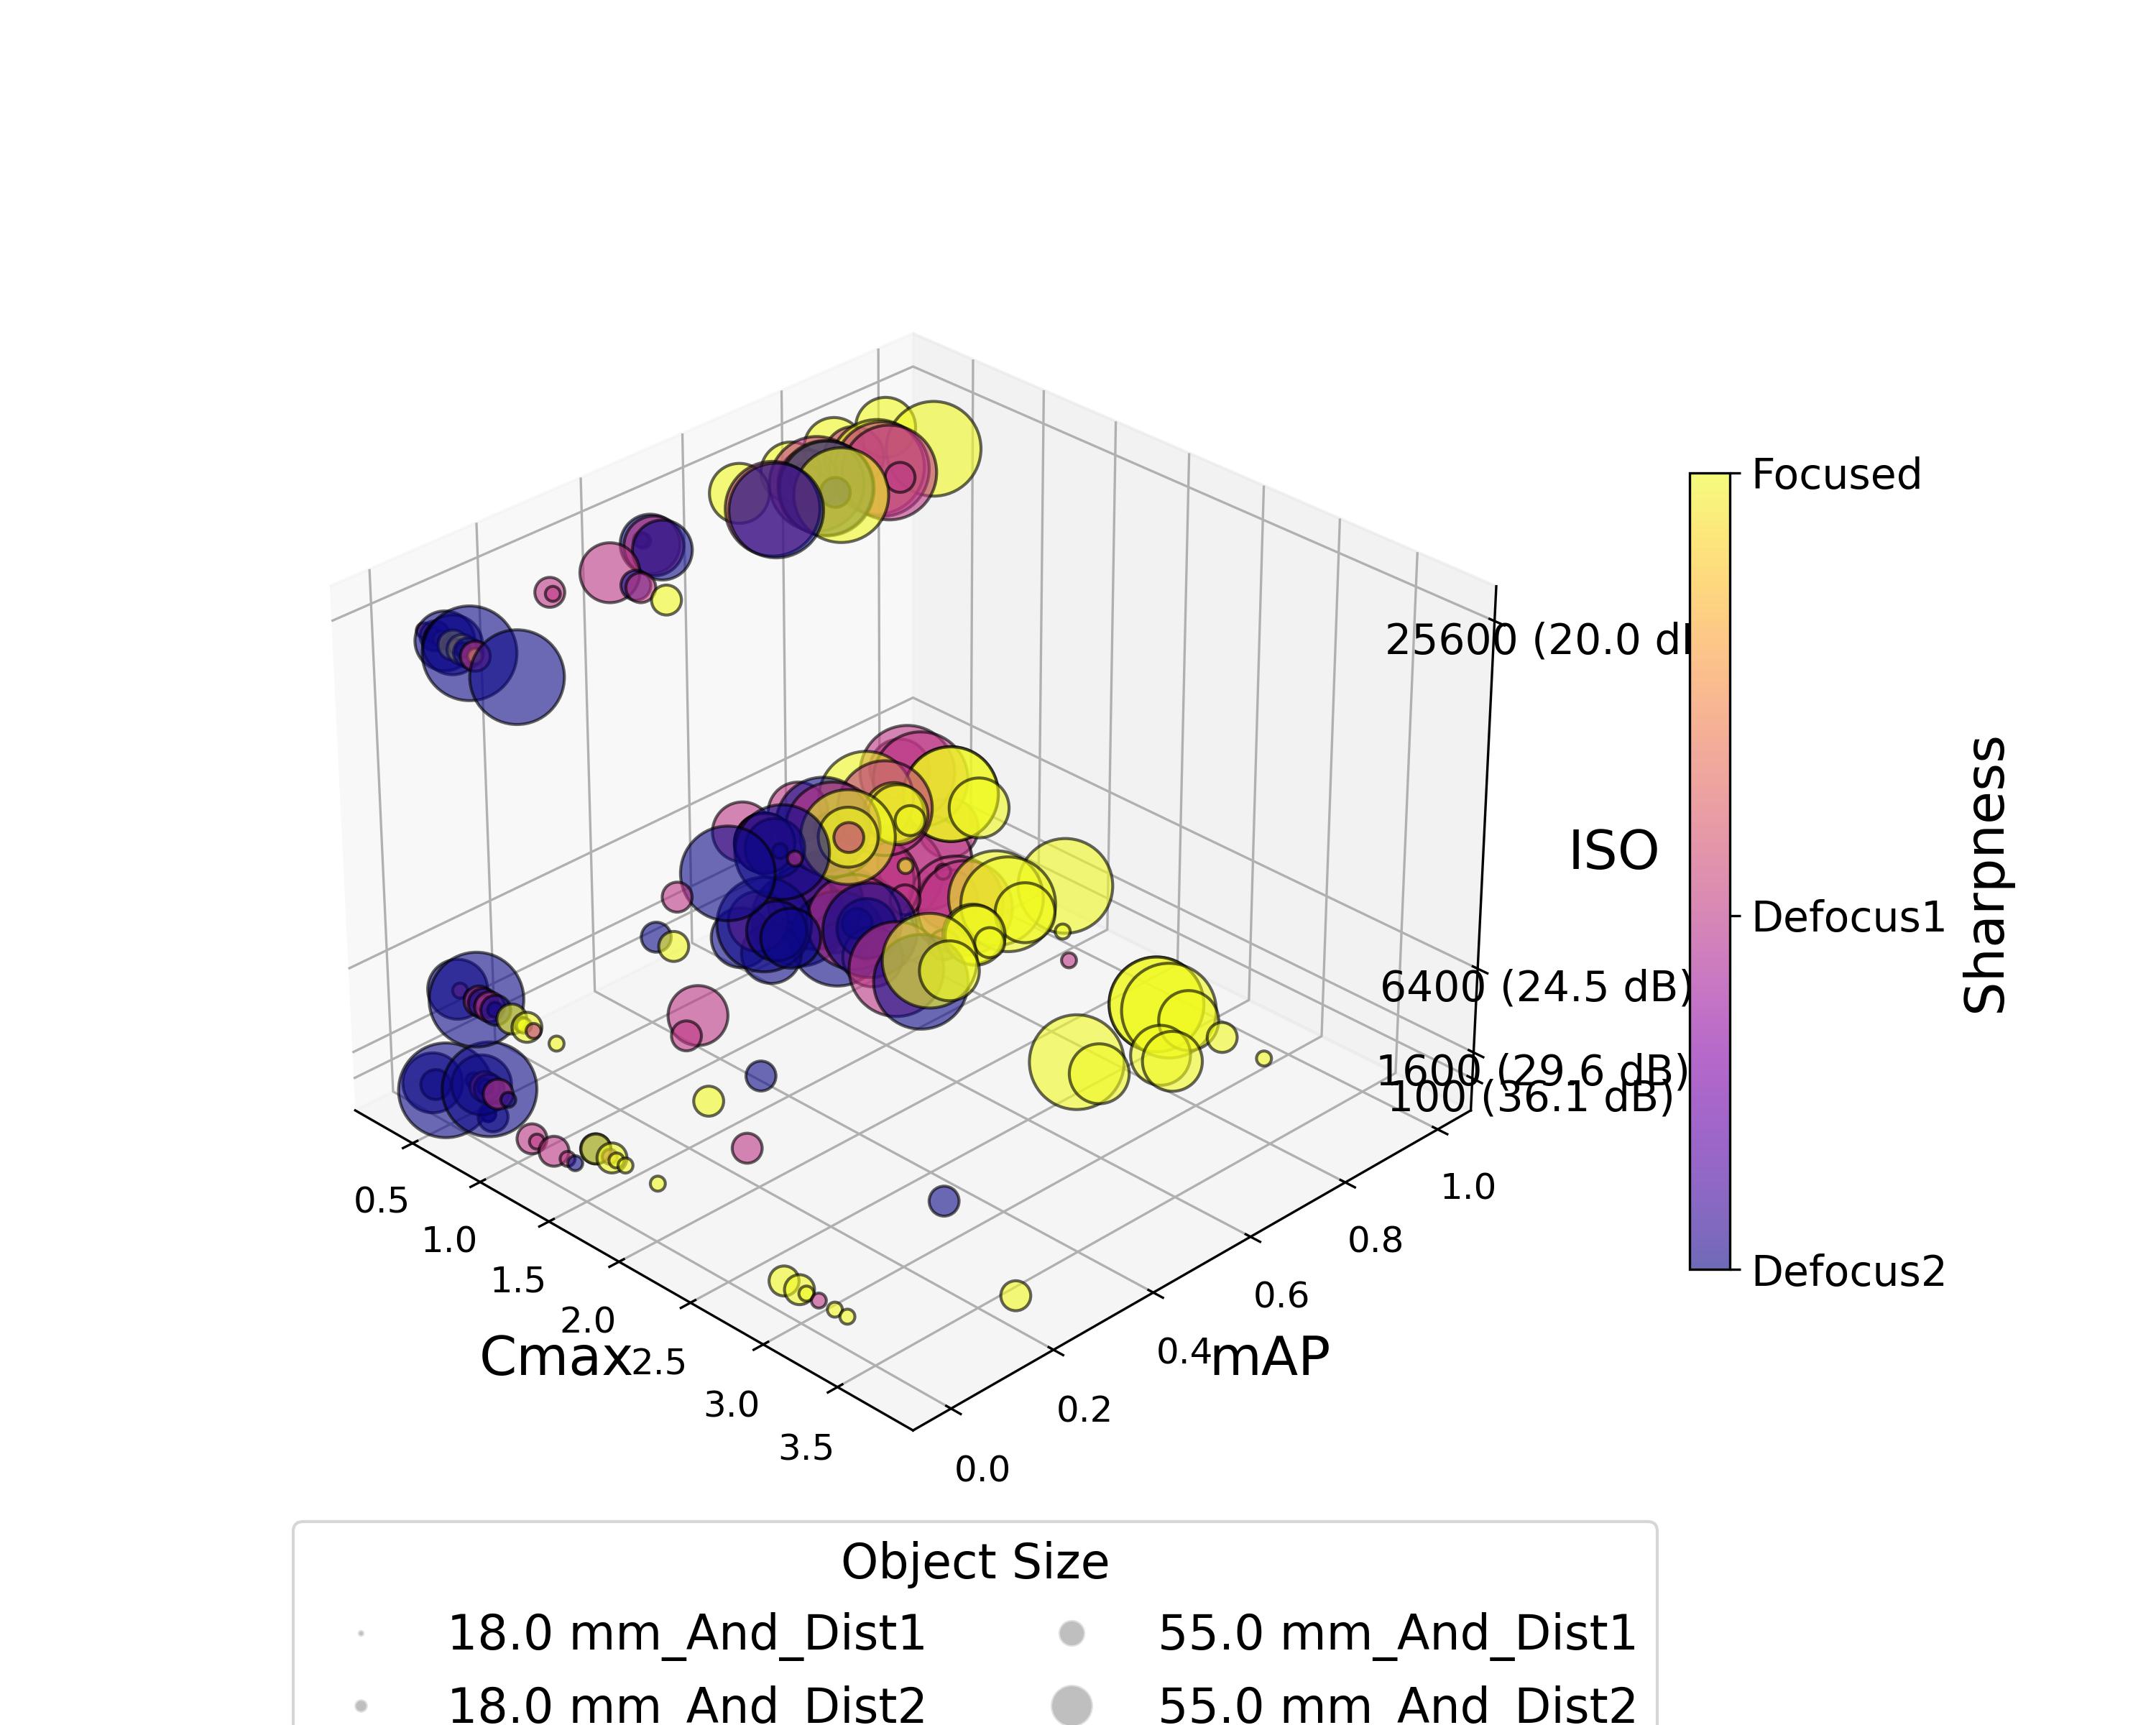 Focused
25600 (20.0 dB
ISO
Defocus1
Sharpness
6400 (24.5 dB)
1600 (29.6 dB)
100 (36.1 dB)
Defocus2
0.5
1.0
1.5
2.0
2.5
3.0
3.5
Cmax
0.0
0.2
0.4
0.6
0.8
1.0
mAP
Object Size
18.0 mm_And_Dist1
55.0 mm_And_Dist1
18.0 mm_And_Dist2
55.0 mm_And_Dist2